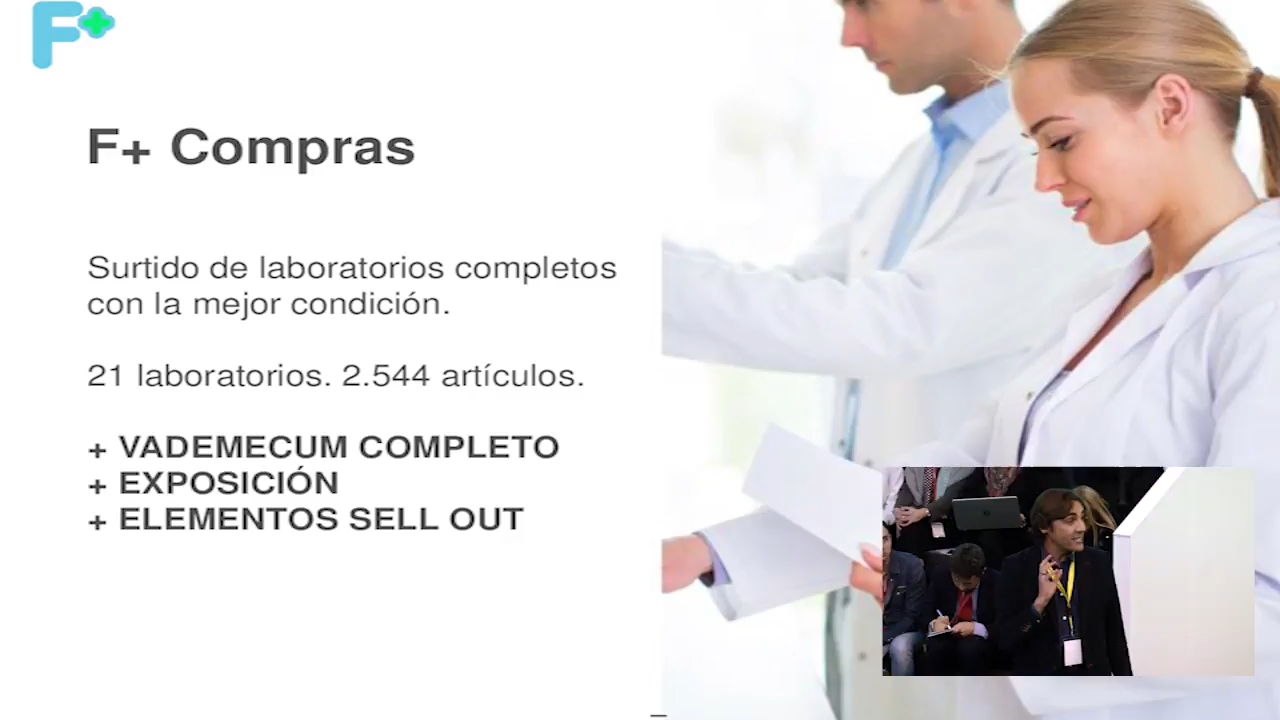 F+
F+ Compras
Surtido de laboratorios completos
con la mejor condición.
21 laboratorios. 2.544 artículos.
+ VADEMECUM COMPLETO
+ EXPOSICIÓN
+ ELEMENTOS SELL OUT